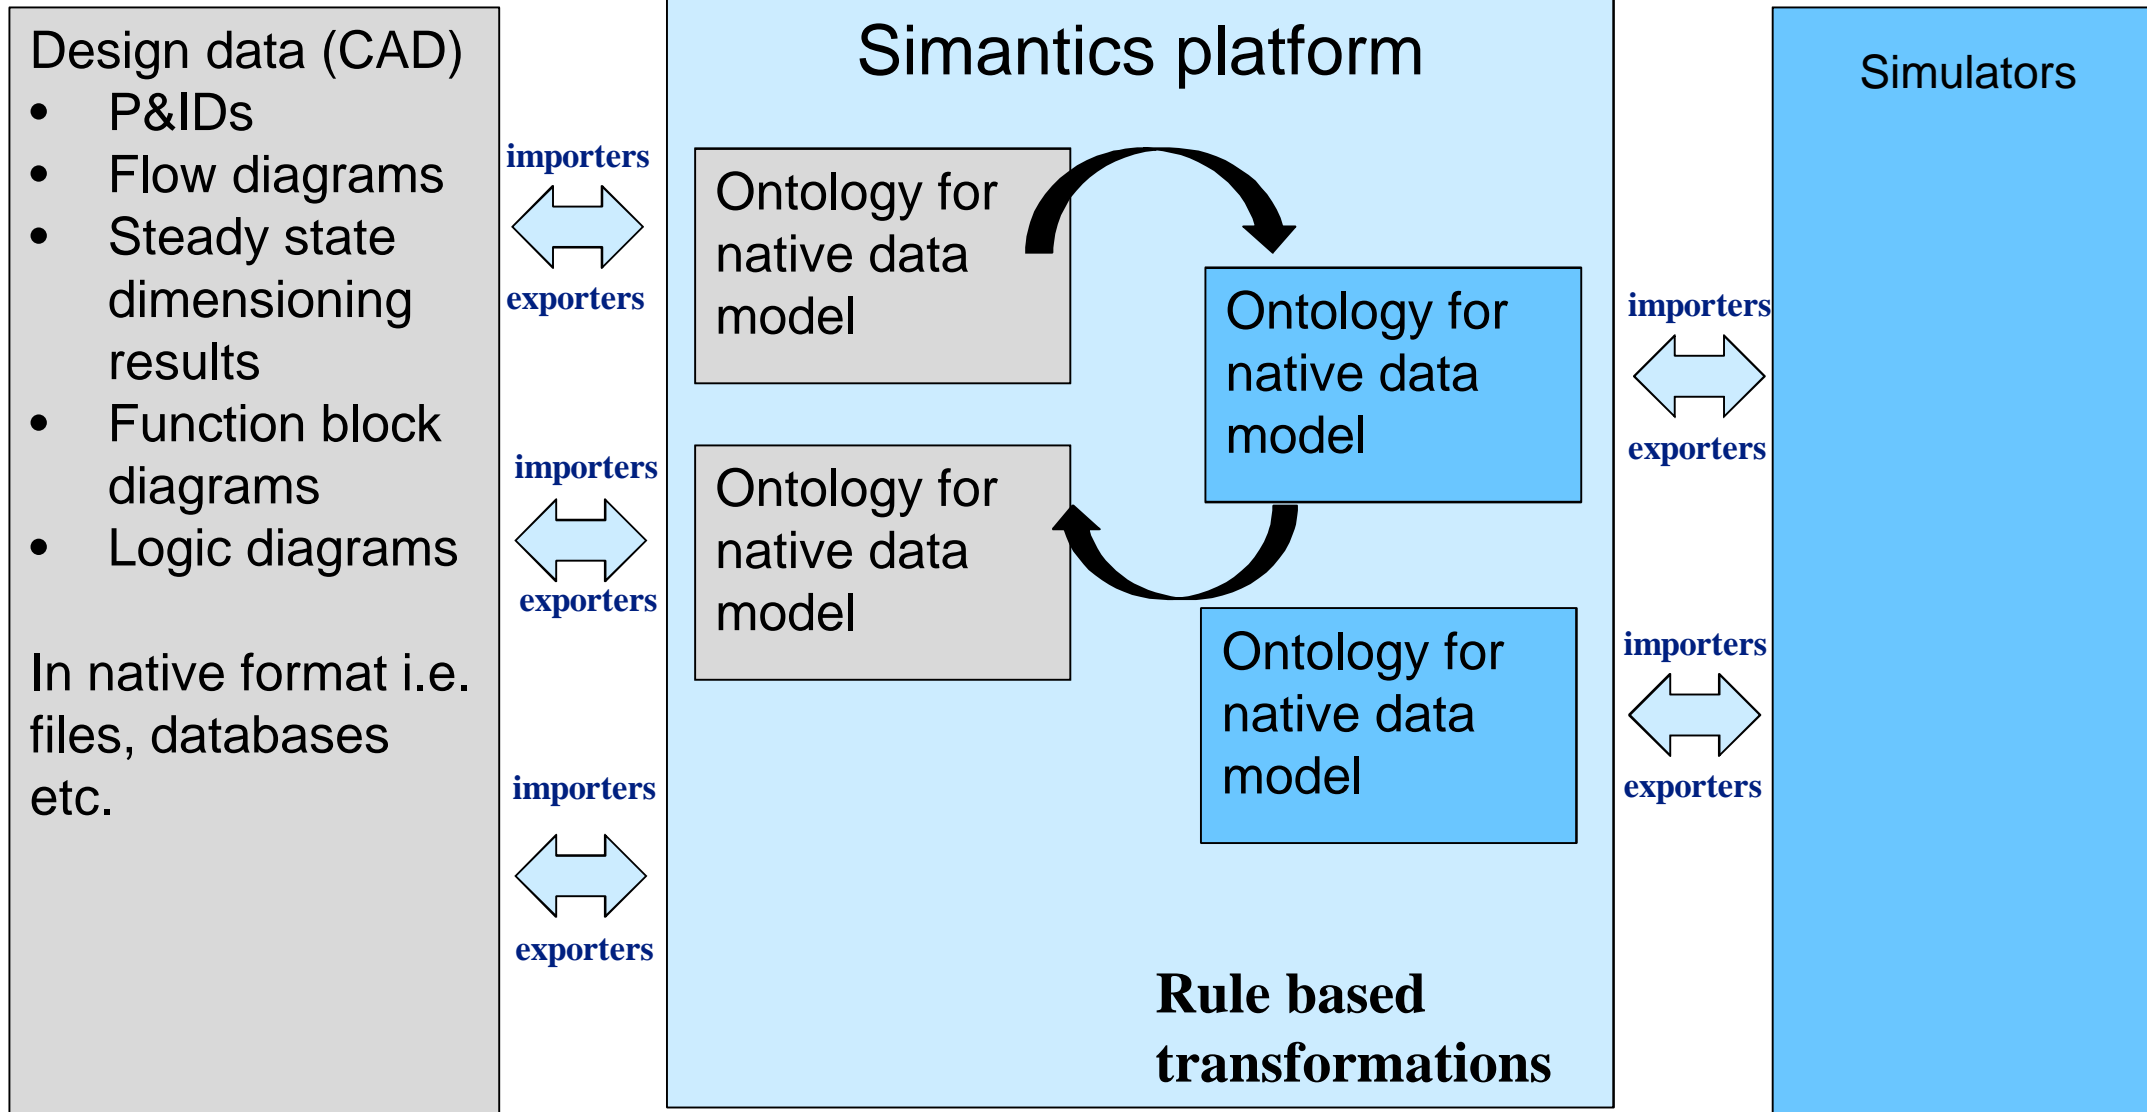 Design data (CAD)
• P&IDs
• Flow diagrams
• Steady state
dimensioning
results
• Function block
diagrams
• Logic diagrams
In native format i.e.
files, databases
etc.
importers
exporters
importers
exporters
importers
exporters
Simantics platform
Ontology for
native data
model
Ontology for
native data
model
Ontology for
native data
model
Ontology for
native data
model
Rule based
transformations
importers
exporters
importers
exporters
Simulators